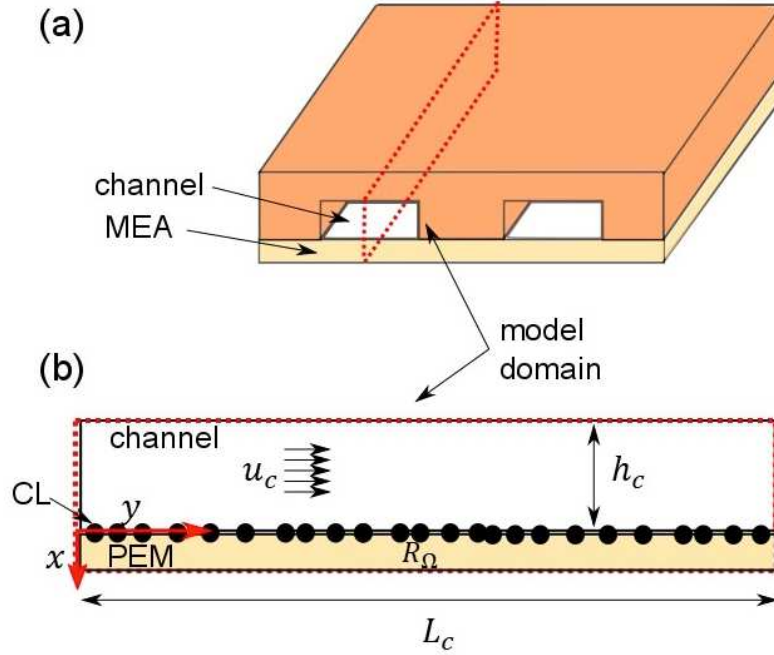 (a)
channel
MEA
model
domain
(b)
channel
u_c
h_c
CL
y
x
PEM
R_Ω
L_c